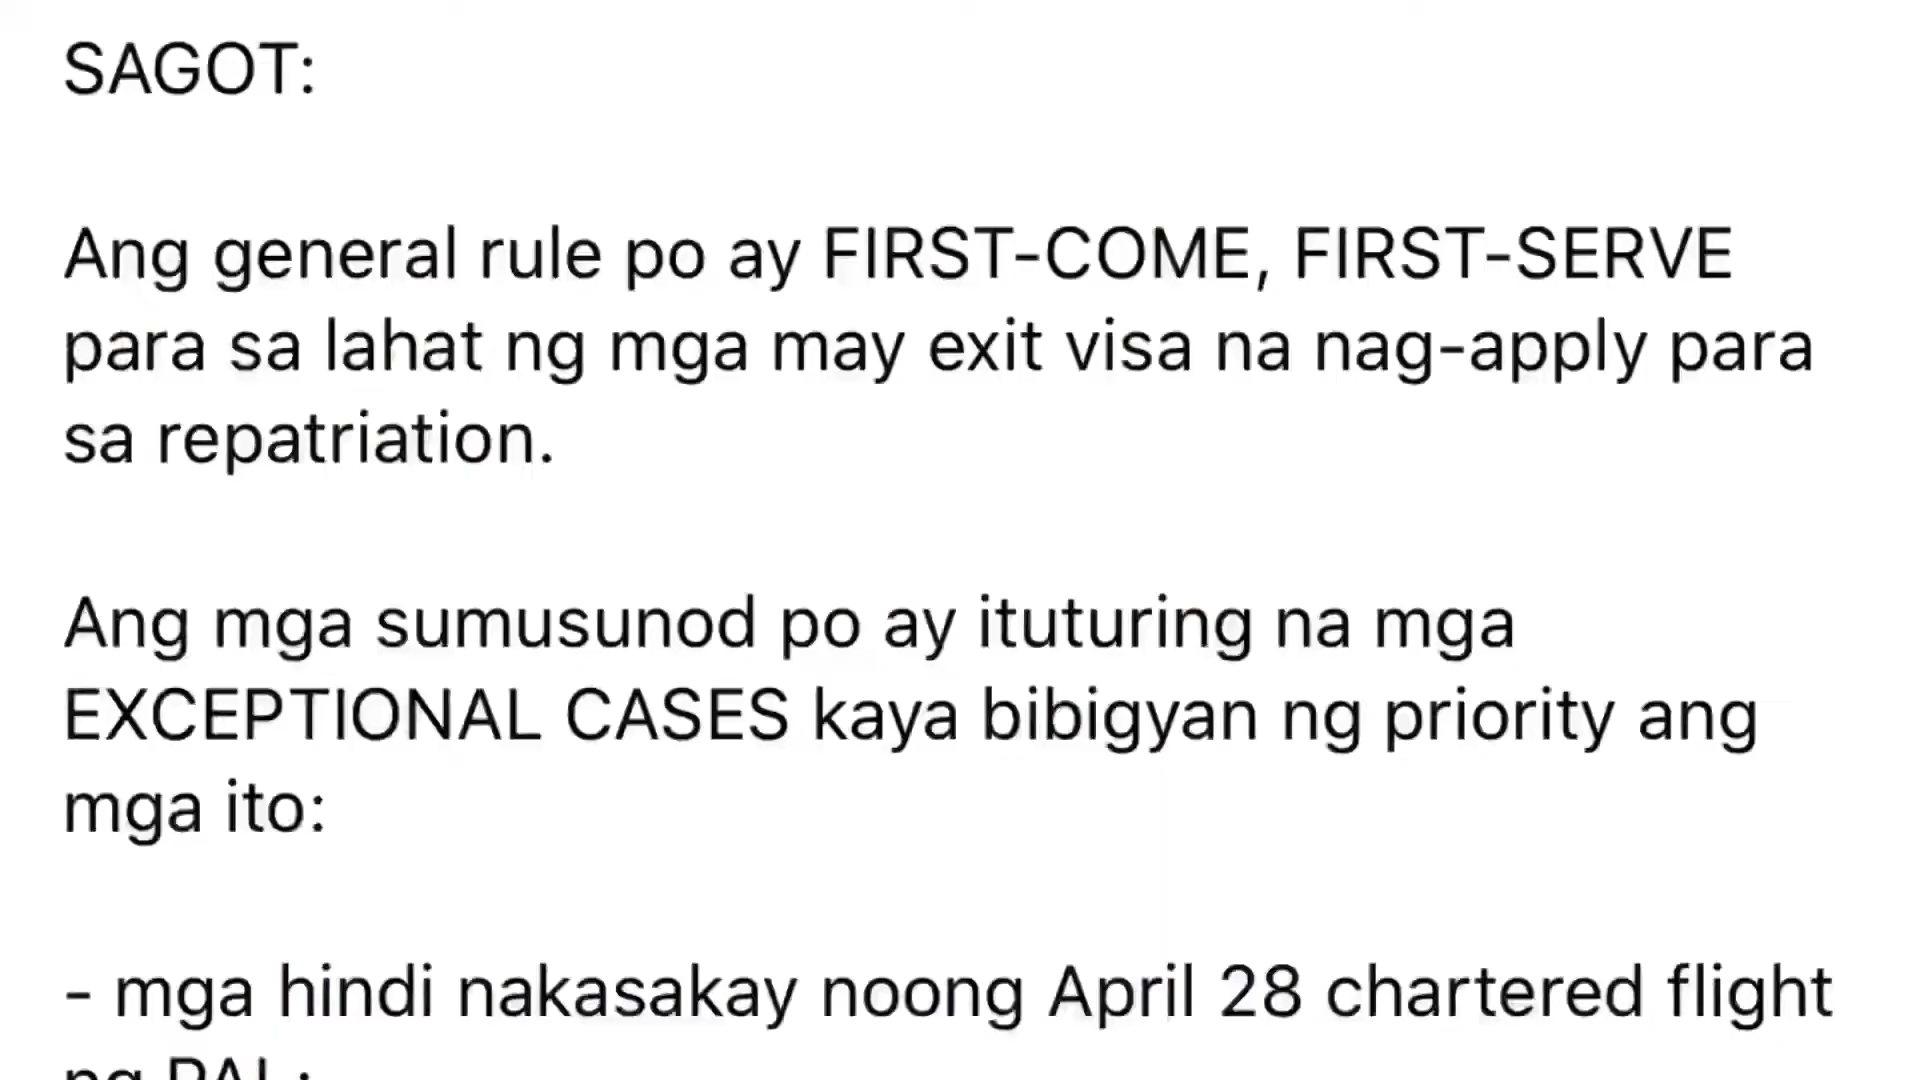 SAGOT:
Ang general rule po ay FIRST-COME, FIRST-SERVE
para sa lahat ng mga may exit visa na nag-apply para
sa repatriation.
Ang mga sumusunod po ay ituturing na mga
EXCEPTIONAL CASES kaya bibigyan ng priority ang
mga ito:
- mga hindi nakasakay noong April 28 chartered flight
ng PAL;